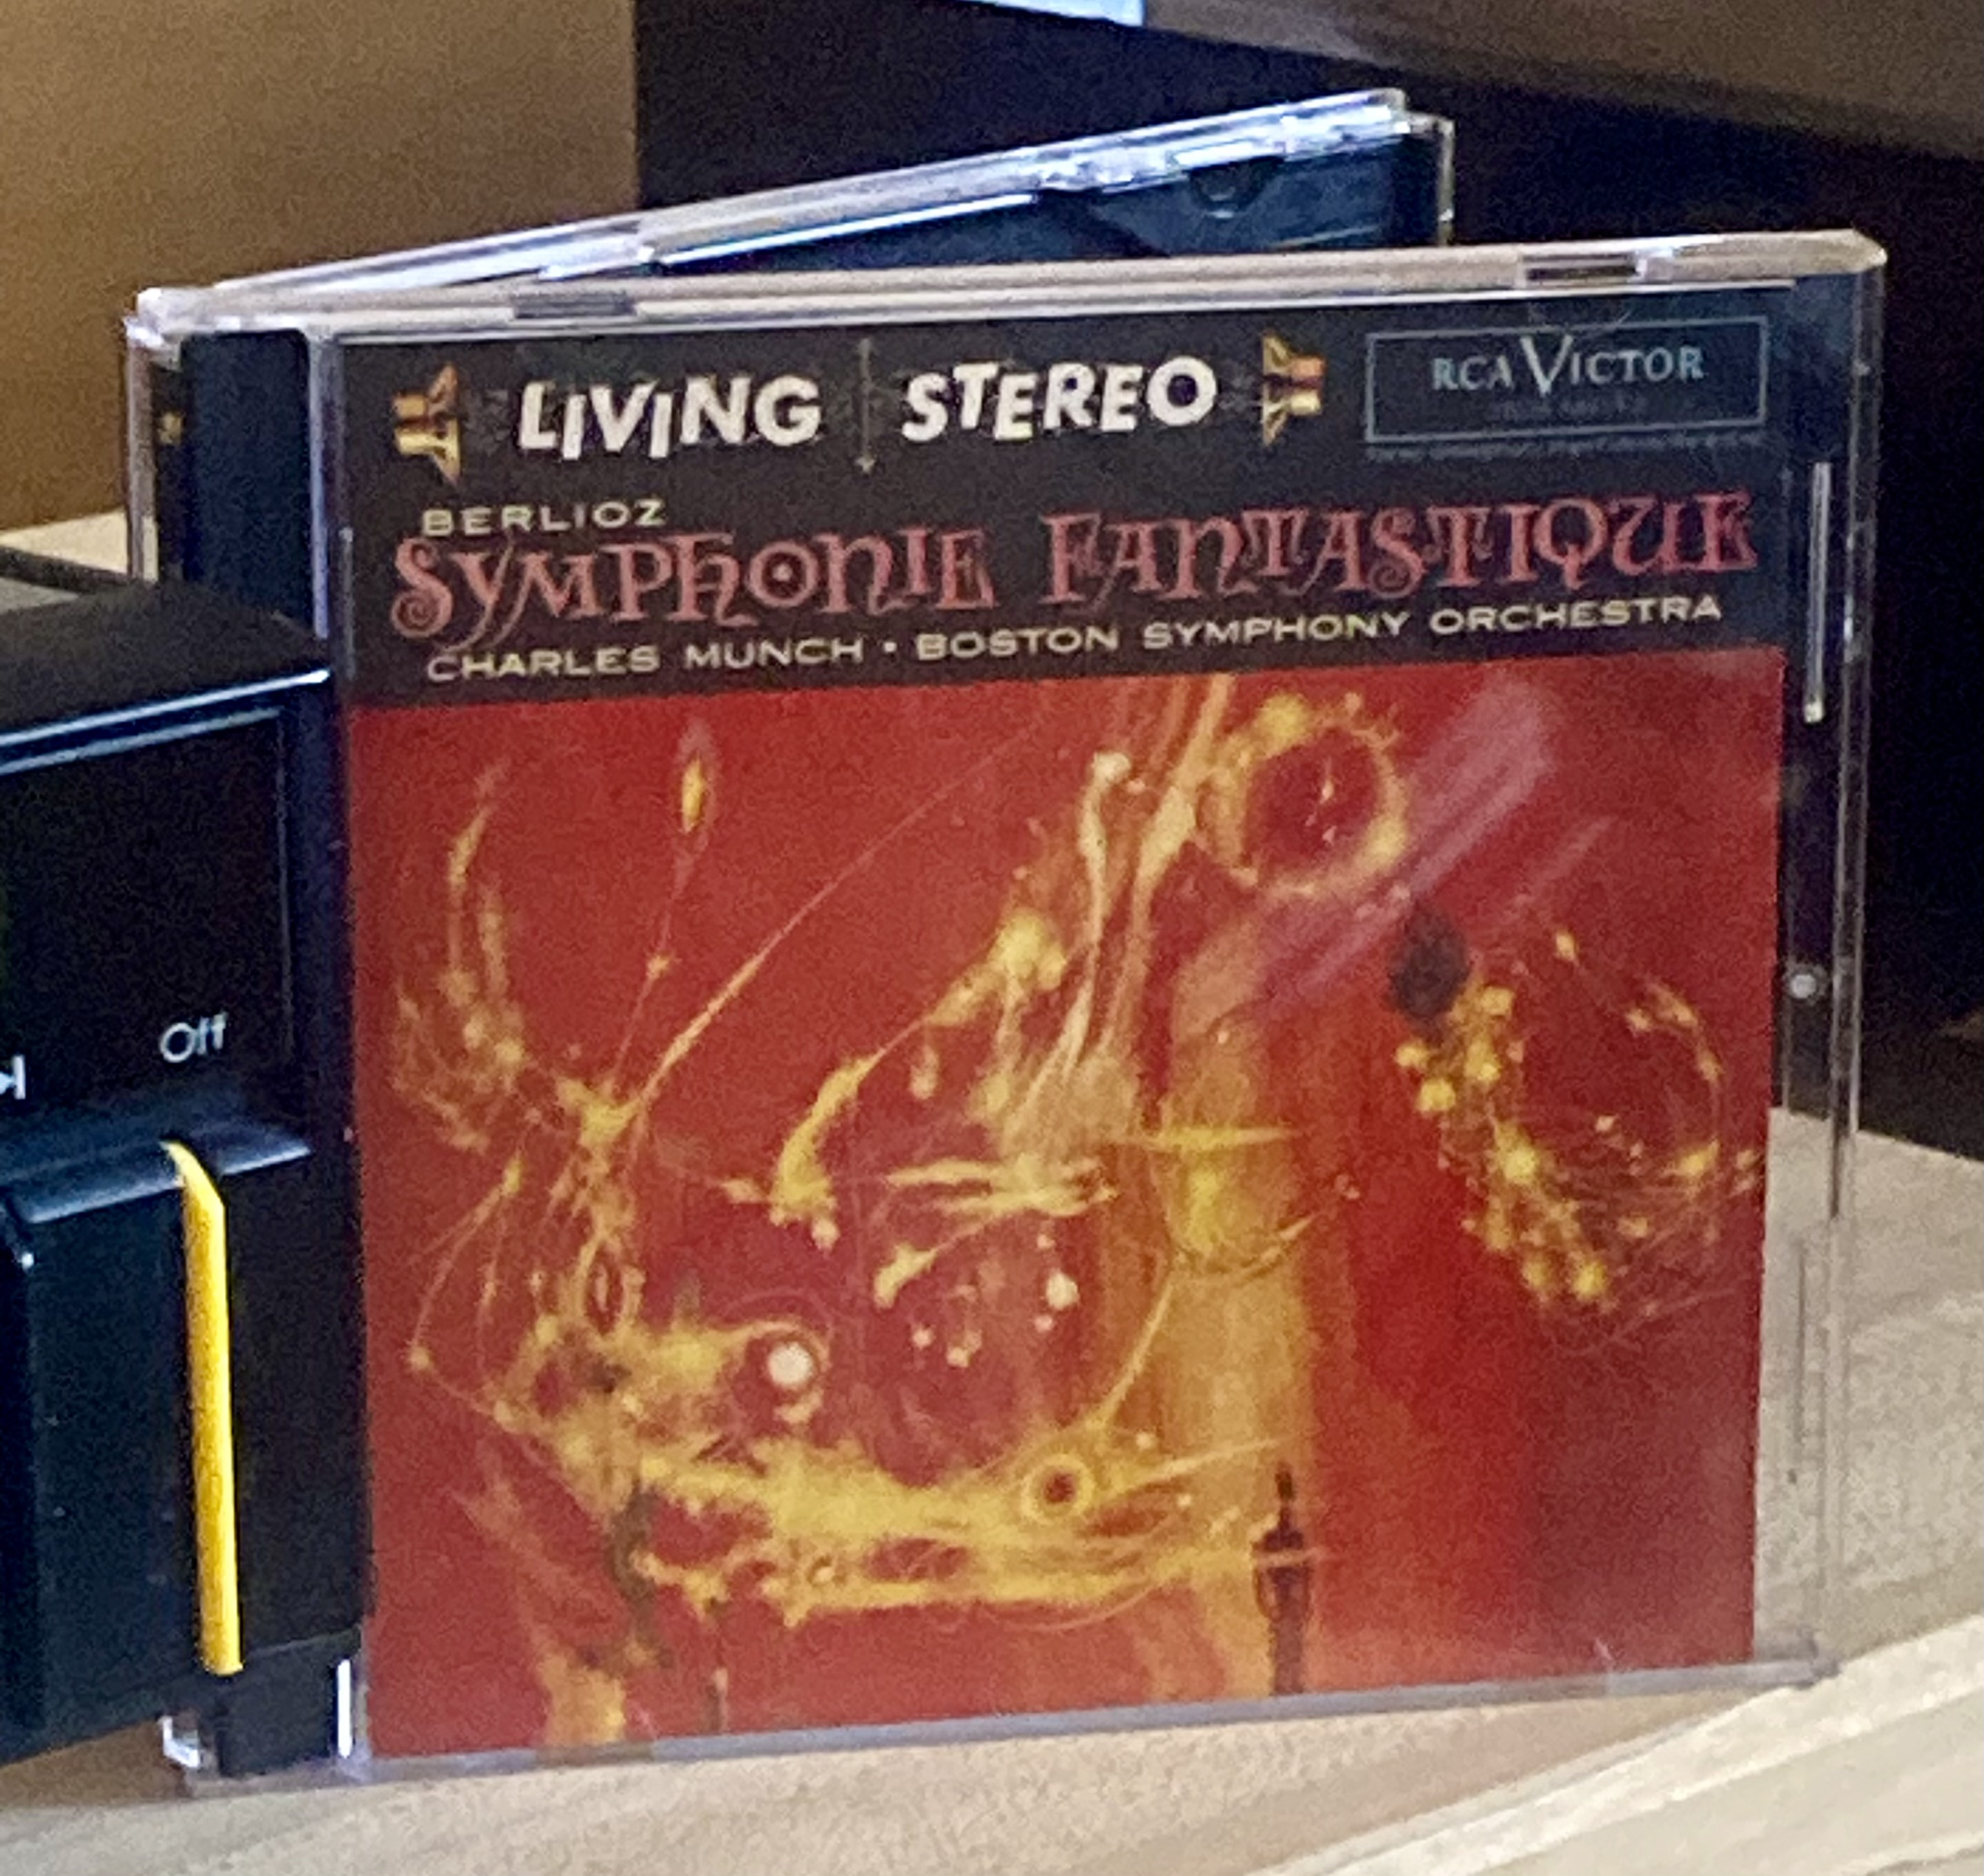 LIVING STEREO
RCA VICTOR
BERLIOZ
SYMPHONIE FANTASTIQUE
CHARLES MUNCH • BOSTON SYMPHONY ORCHESTRA
Off